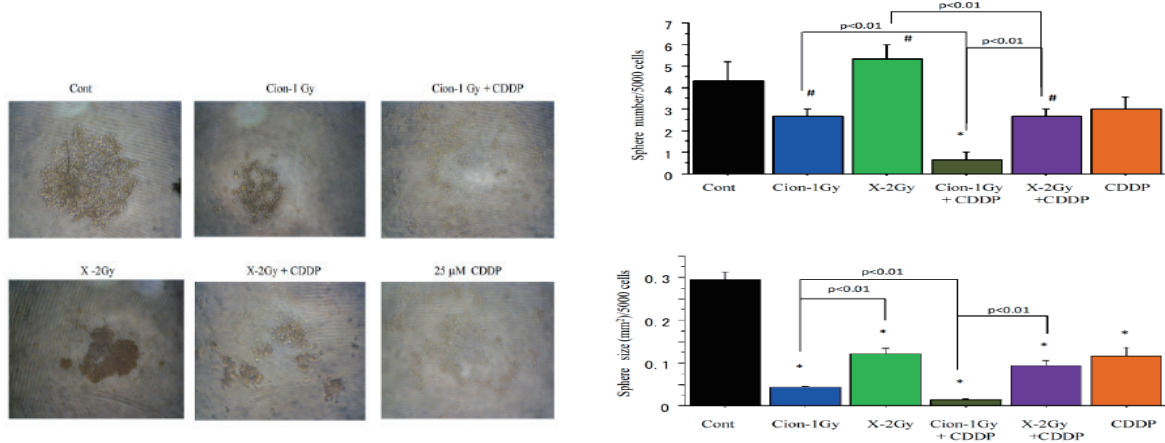 Cont
Cion-1 Gy
Cion-1 Gy + CDDP
X -2Gy
X-2Gy + CDDP
25 µM CDDP
p<0.01
p<0.01
p<0.01
Sphere number/5000 cells
7
6
5
4
3
2
1
0
#
#
*
#
Cont
Cion-1Gy
X-2Gy
Cion-1Gy
+ CDDP
X-2Gy
+CDDP
CDDP
p<0.01
p<0.01
p<0.01
Sphere size (mm²)/5000 cells
0.3
0.2
0.1
0
*
*
*
*
*
Cont
Cion-1Gy
X-2Gy
Cion-1Gy
+ CDDP
X-2Gy
+CDDP
CDDP